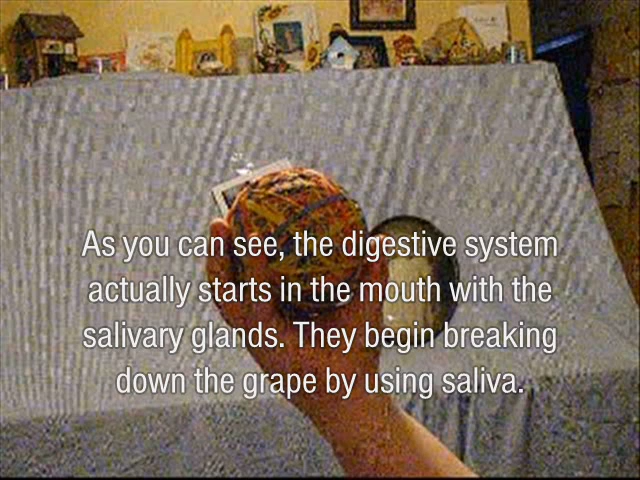 As you can see, the digestive system
actually starts in the mouth with the
salivary glands. They begin breaking
down the grape by using saliva.